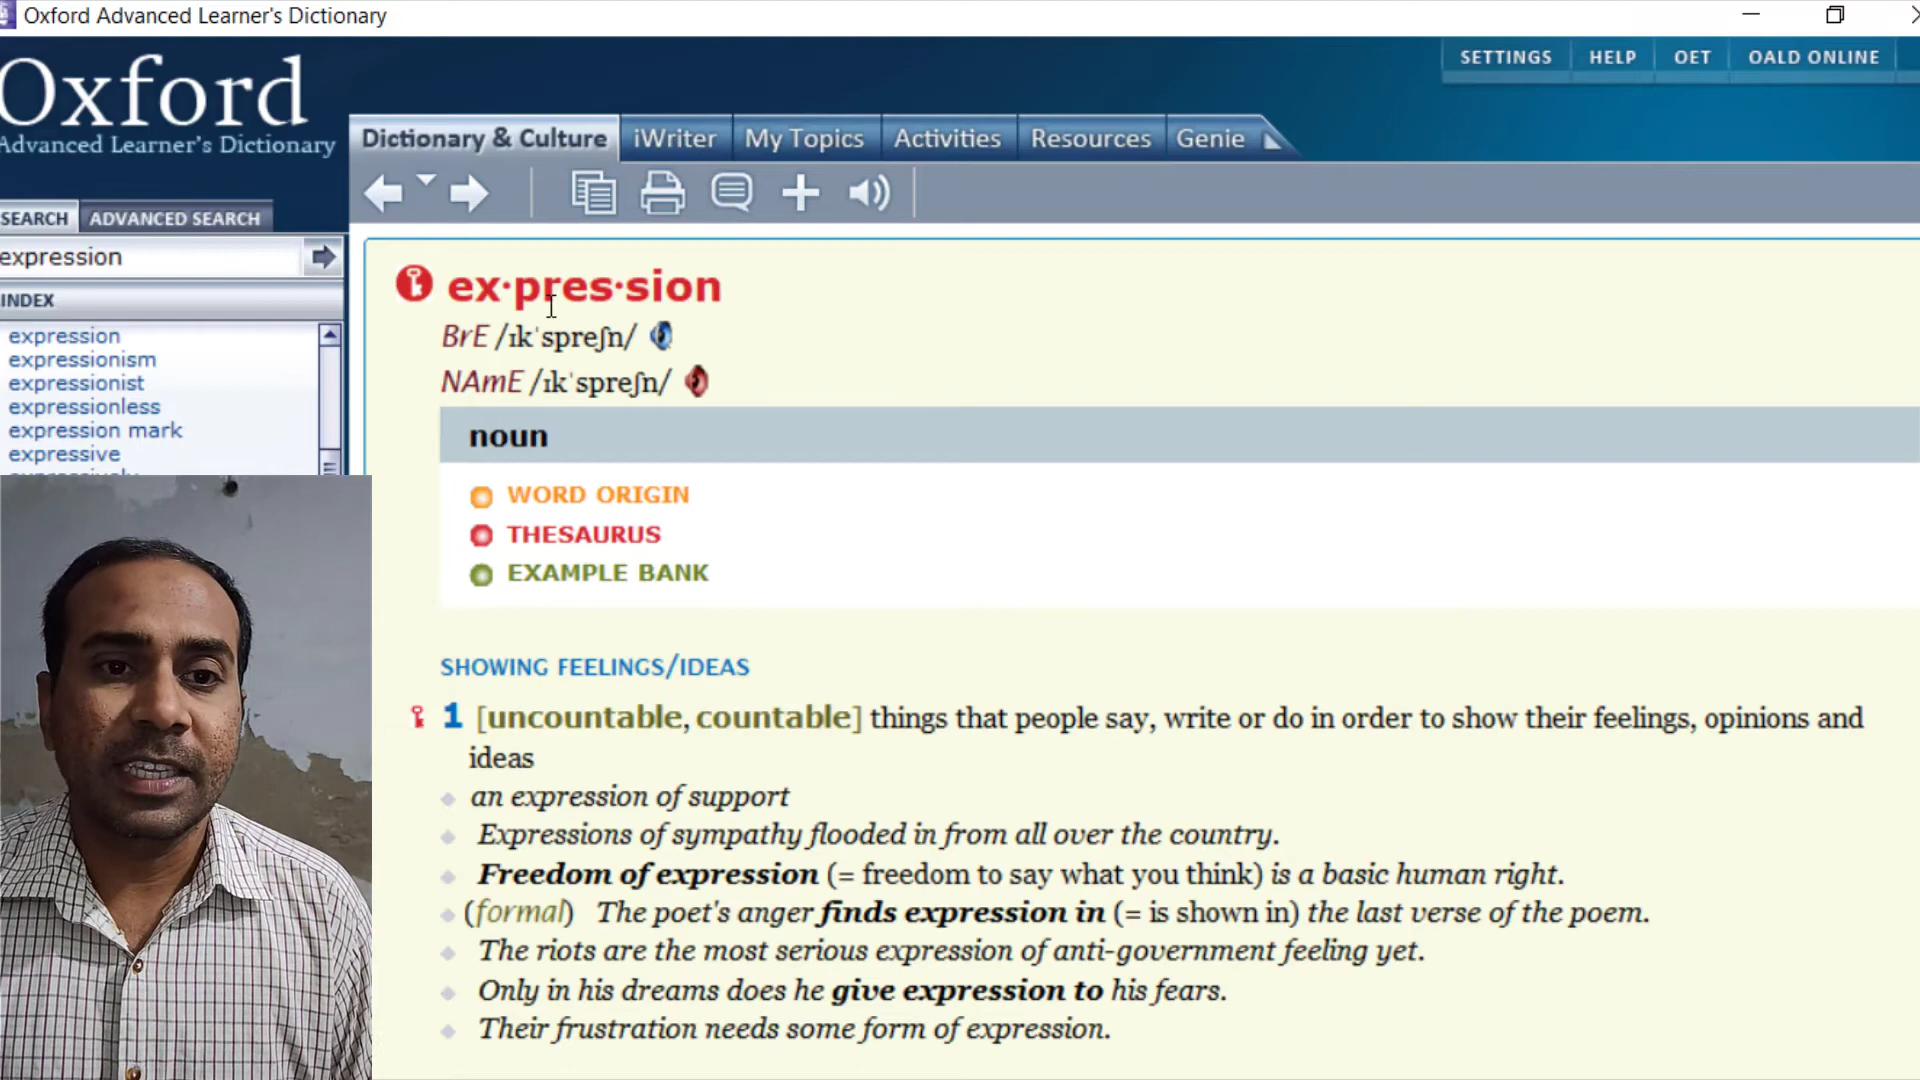 Oxford Advanced Learner's Dictionary
SETTINGS HELP OET OALD ONLINE
Oxford
Advanced Learner's Dictionary
Dictionary & Culture iWriter My Topics Activities Resources Genie
SEARCH ADVANCED SEARCH
expression
INDEX
expression
expressionism
expressionist
expressionless
expression mark
expressive
ex·pres·sion
BrE /ɪkˈspreʃn/
NAmE /ɪkˈspreʃn/
noun
WORD ORIGIN
THESAURUS
EXAMPLE BANK
SHOWING FEELINGS/IDEAS
1 [uncountable, countable] things that people say, write or do in order to show their feelings, opinions and
ideas
an expression of support
Expressions of sympathy flooded in from all over the country.
Freedom of expression (= freedom to say what you think) is a basic human right.
(formal) The poet's anger finds expression in (= is shown in) the last verse of the poem.
The riots are the most serious expression of anti-government feeling yet.
Only in his dreams does he give expression to his fears.
Their frustration needs some form of expression.